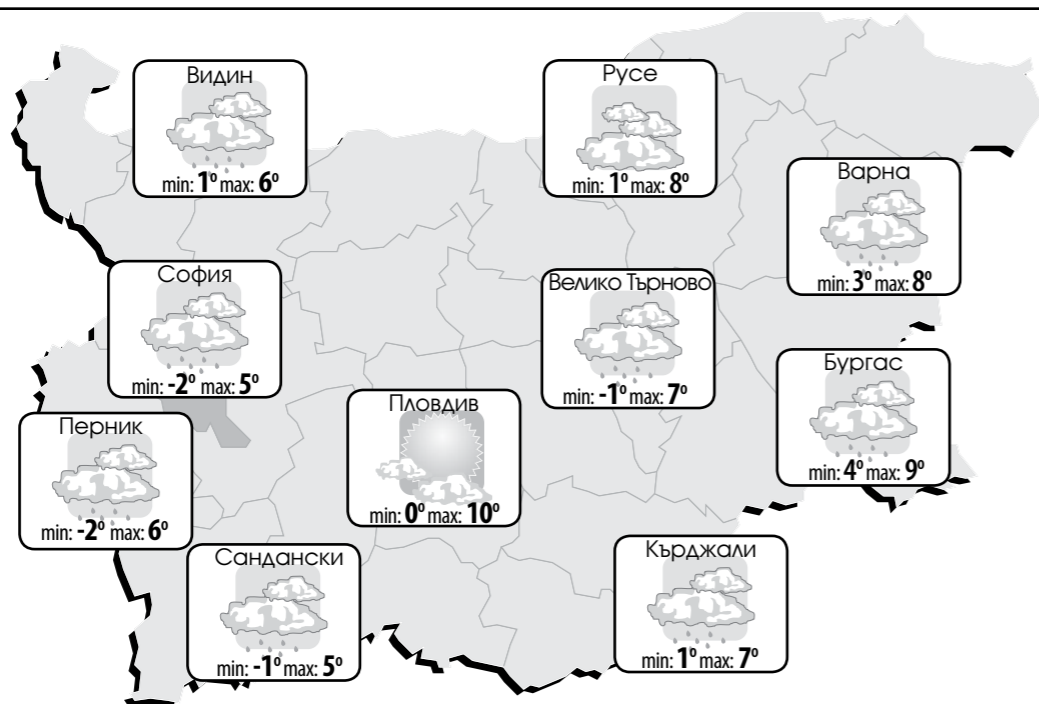 Видин
min: 1° max: 6°
Русе
min: 1° max: 8°
Варна
min: 3° max: 8°
София
min: -2° max: 5°
Велико Търново
min: -1° max: 7°
Бургас
min: 4° max: 9°
Пловдив
min: 0° max: 10°
Перник
min: -2° max: 6°
Сандански
min: -1° max: 5°
Кърджали
min: 1° max: 7°